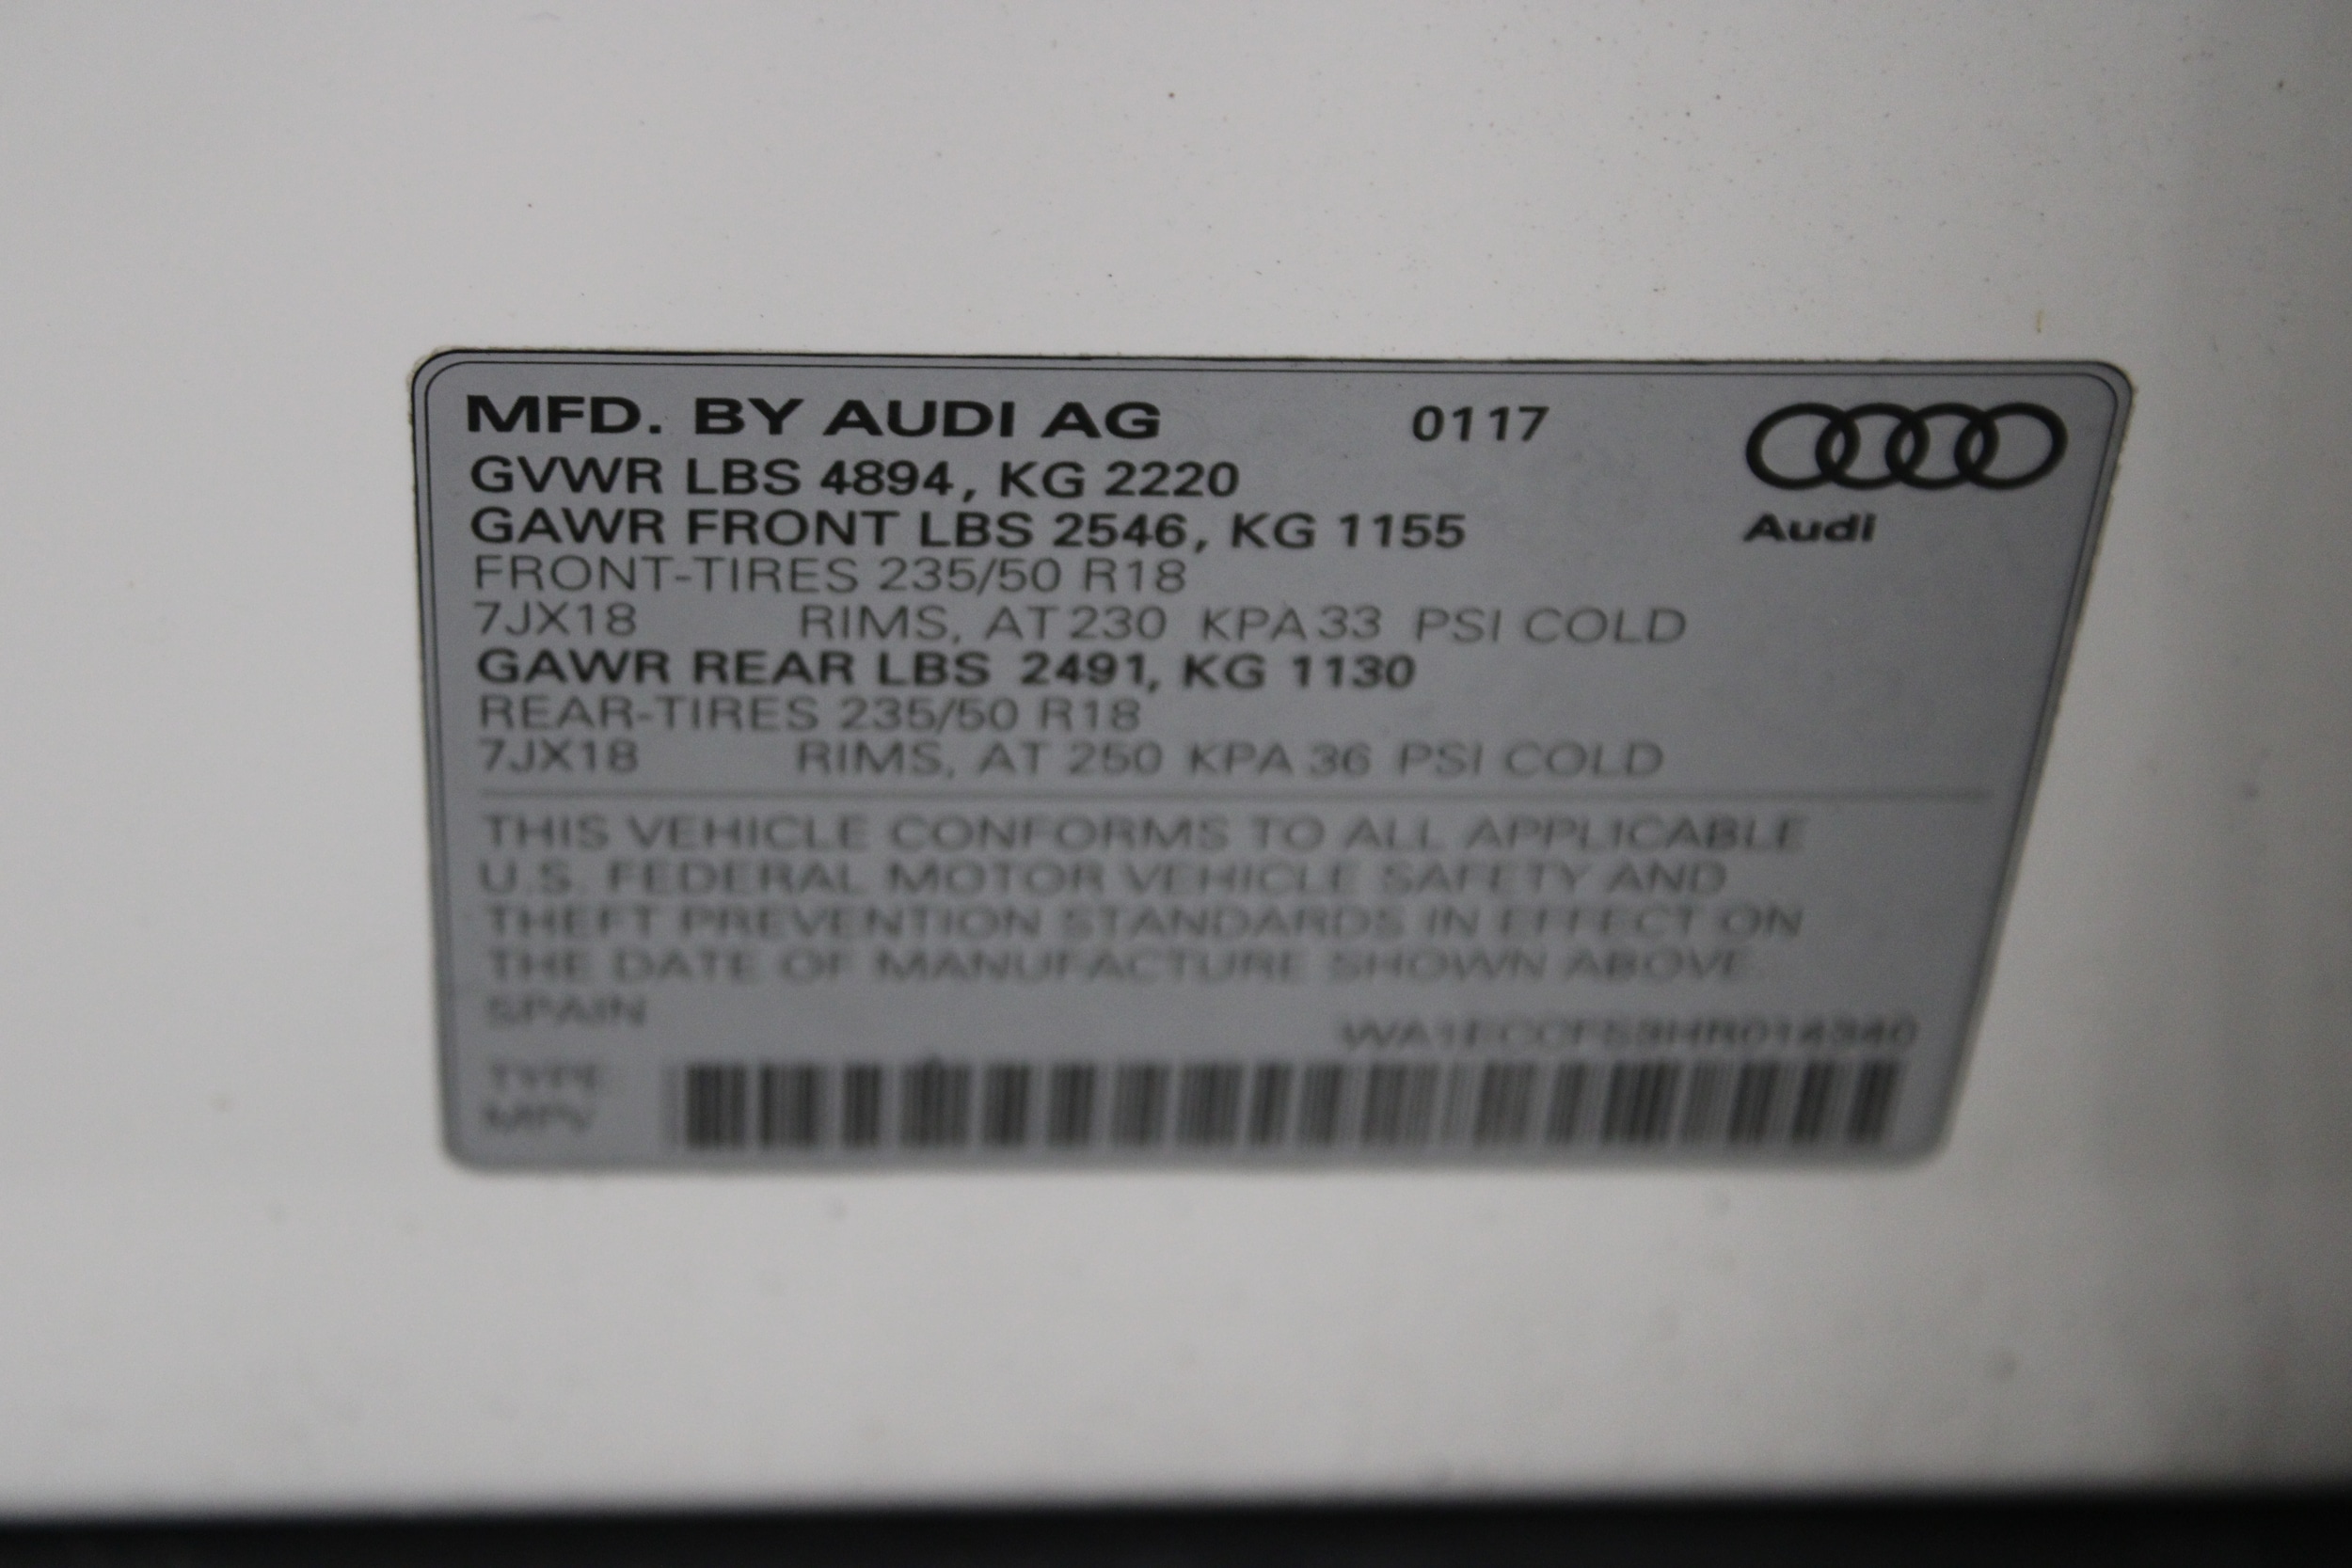 MFD. BY AUDI AG 0117
GVWR LBS 4894, KG 2220
GAWR FRONT LBS 2546, KG 1155
Audi
FRONT-TIRES 235/50 R18
7JX18 RIMS, AT 230 KPA 33 PSI COLD
GAWR REAR LBS 2491, KG 1130
REAR-TIRES 235/50 R18
7JX18 RIMS, AT 250 KPA 36 PSI COLD
THIS VEHICLE CONFORMS TO ALL APPLICABLE
U.S. FEDERAL MOTOR VEHICLE SAFETY AND
THEFT PREVENTION STANDARDS IN EFFECT ON
THE DATE OF MANUFACTURE SHOWN ABOVE
SPAIN
TYPE
MPV